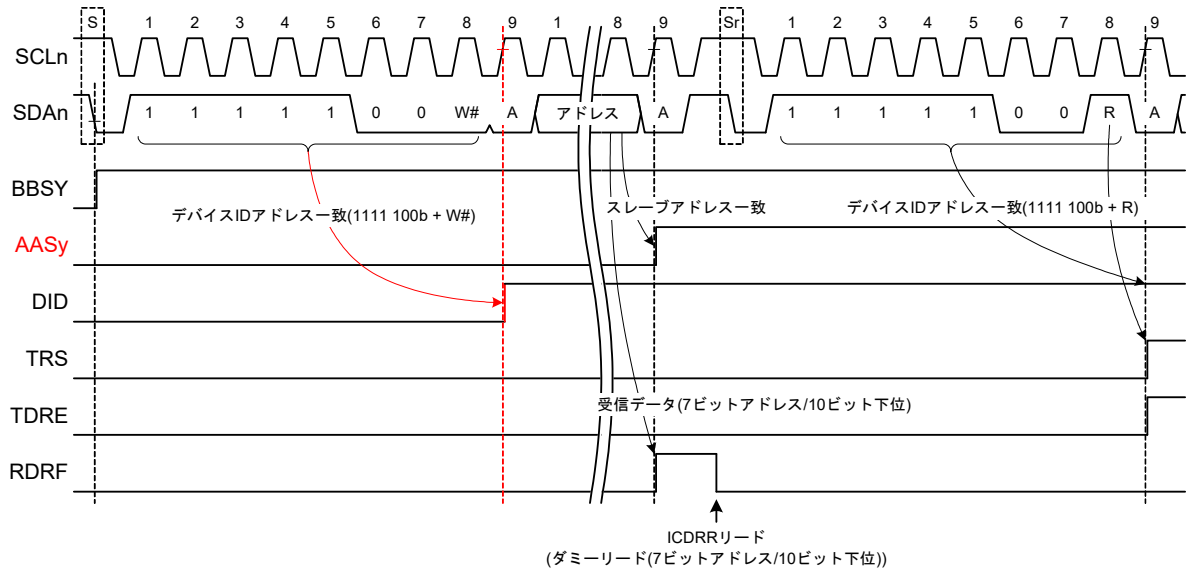 S 1 2 3 4 5 6 7 8 9 1 8 9 Sr 1 2 3 4 5 6 7 8 9
SCLn
SDAn 1 1 1 1 1 0 0 W# A アドレス A 1 1 1 1 1 0 0 R A
BBSY
デバイスIDアドレス一致(1111 100b + W#) スレーブアドレス一致 デバイスIDアドレス一致(1111 100b + R)
AASy
DID
TRS
受信データ(7ビットアドレス/10ビット下位)
TDRE
RDRF
ICDRRリード
(ダミーリード(7ビットアドレス/10ビット下位))